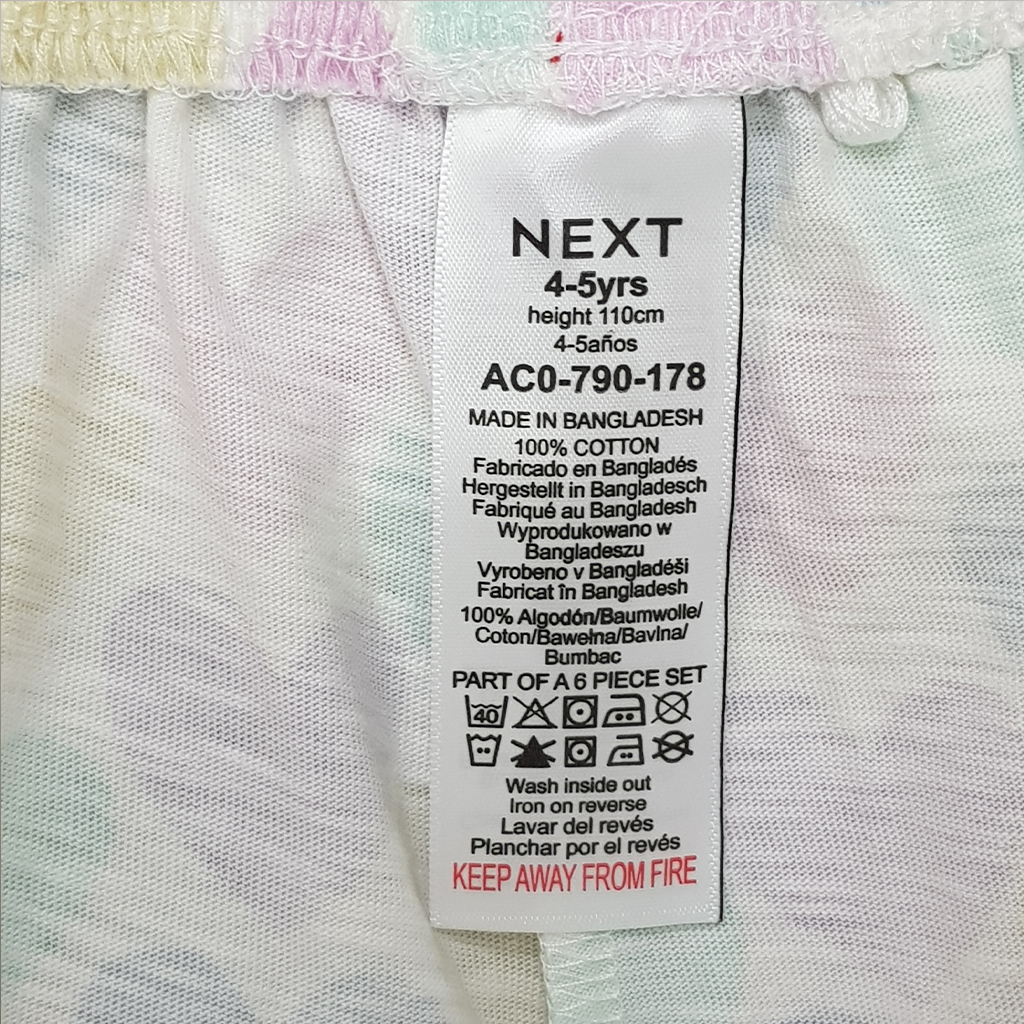 NEXT
4-5yrs
height 110cm
4-5años
AC0-790-178
MADE IN BANGLADESH
100% COTTON
Fabricado en Bangladés
Hergestellt in Bangladesch
Fabriqué au Bangladesh
Wyprodukowano w
Bangladeszu
Vyrobeno v Bangladéši
Fabricat în Bangladesh
100% Algodón/Baumwolle/
Coton/Bawełna/Bavlna/
Bumbac
PART OF A 6 PIECE SET
40
Wash inside out
Iron on reverse
Lavar del revés
Planchar por el revés
KEEP AWAY FROM FIRE